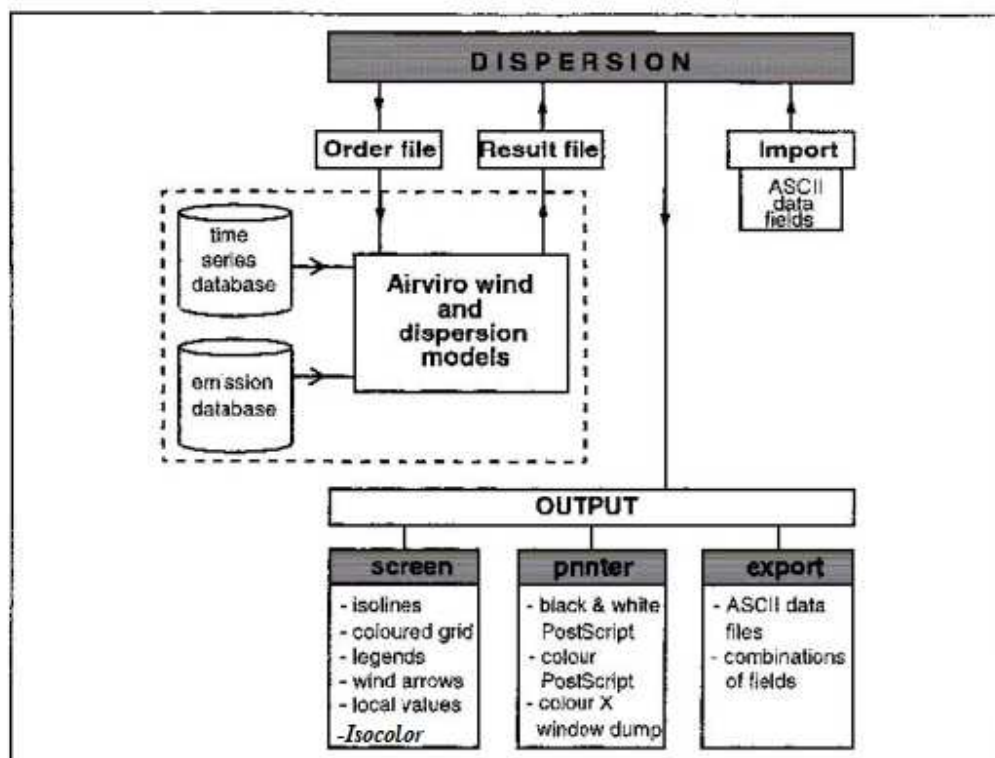 DISPERSION
Order file
Result file
Import
ASCII
data
fields
time
series
database
Airviro wind
and
dispersion
models
emission
database
OUTPUT
screen
- isolines
- coloured grid
- legends
- wind arrows
- local values
-Isocolor
printer
- black & white
PostScript
- colour
PostScript
- colour X
window dump
export
- ASCII data
files
- combinations
of fields